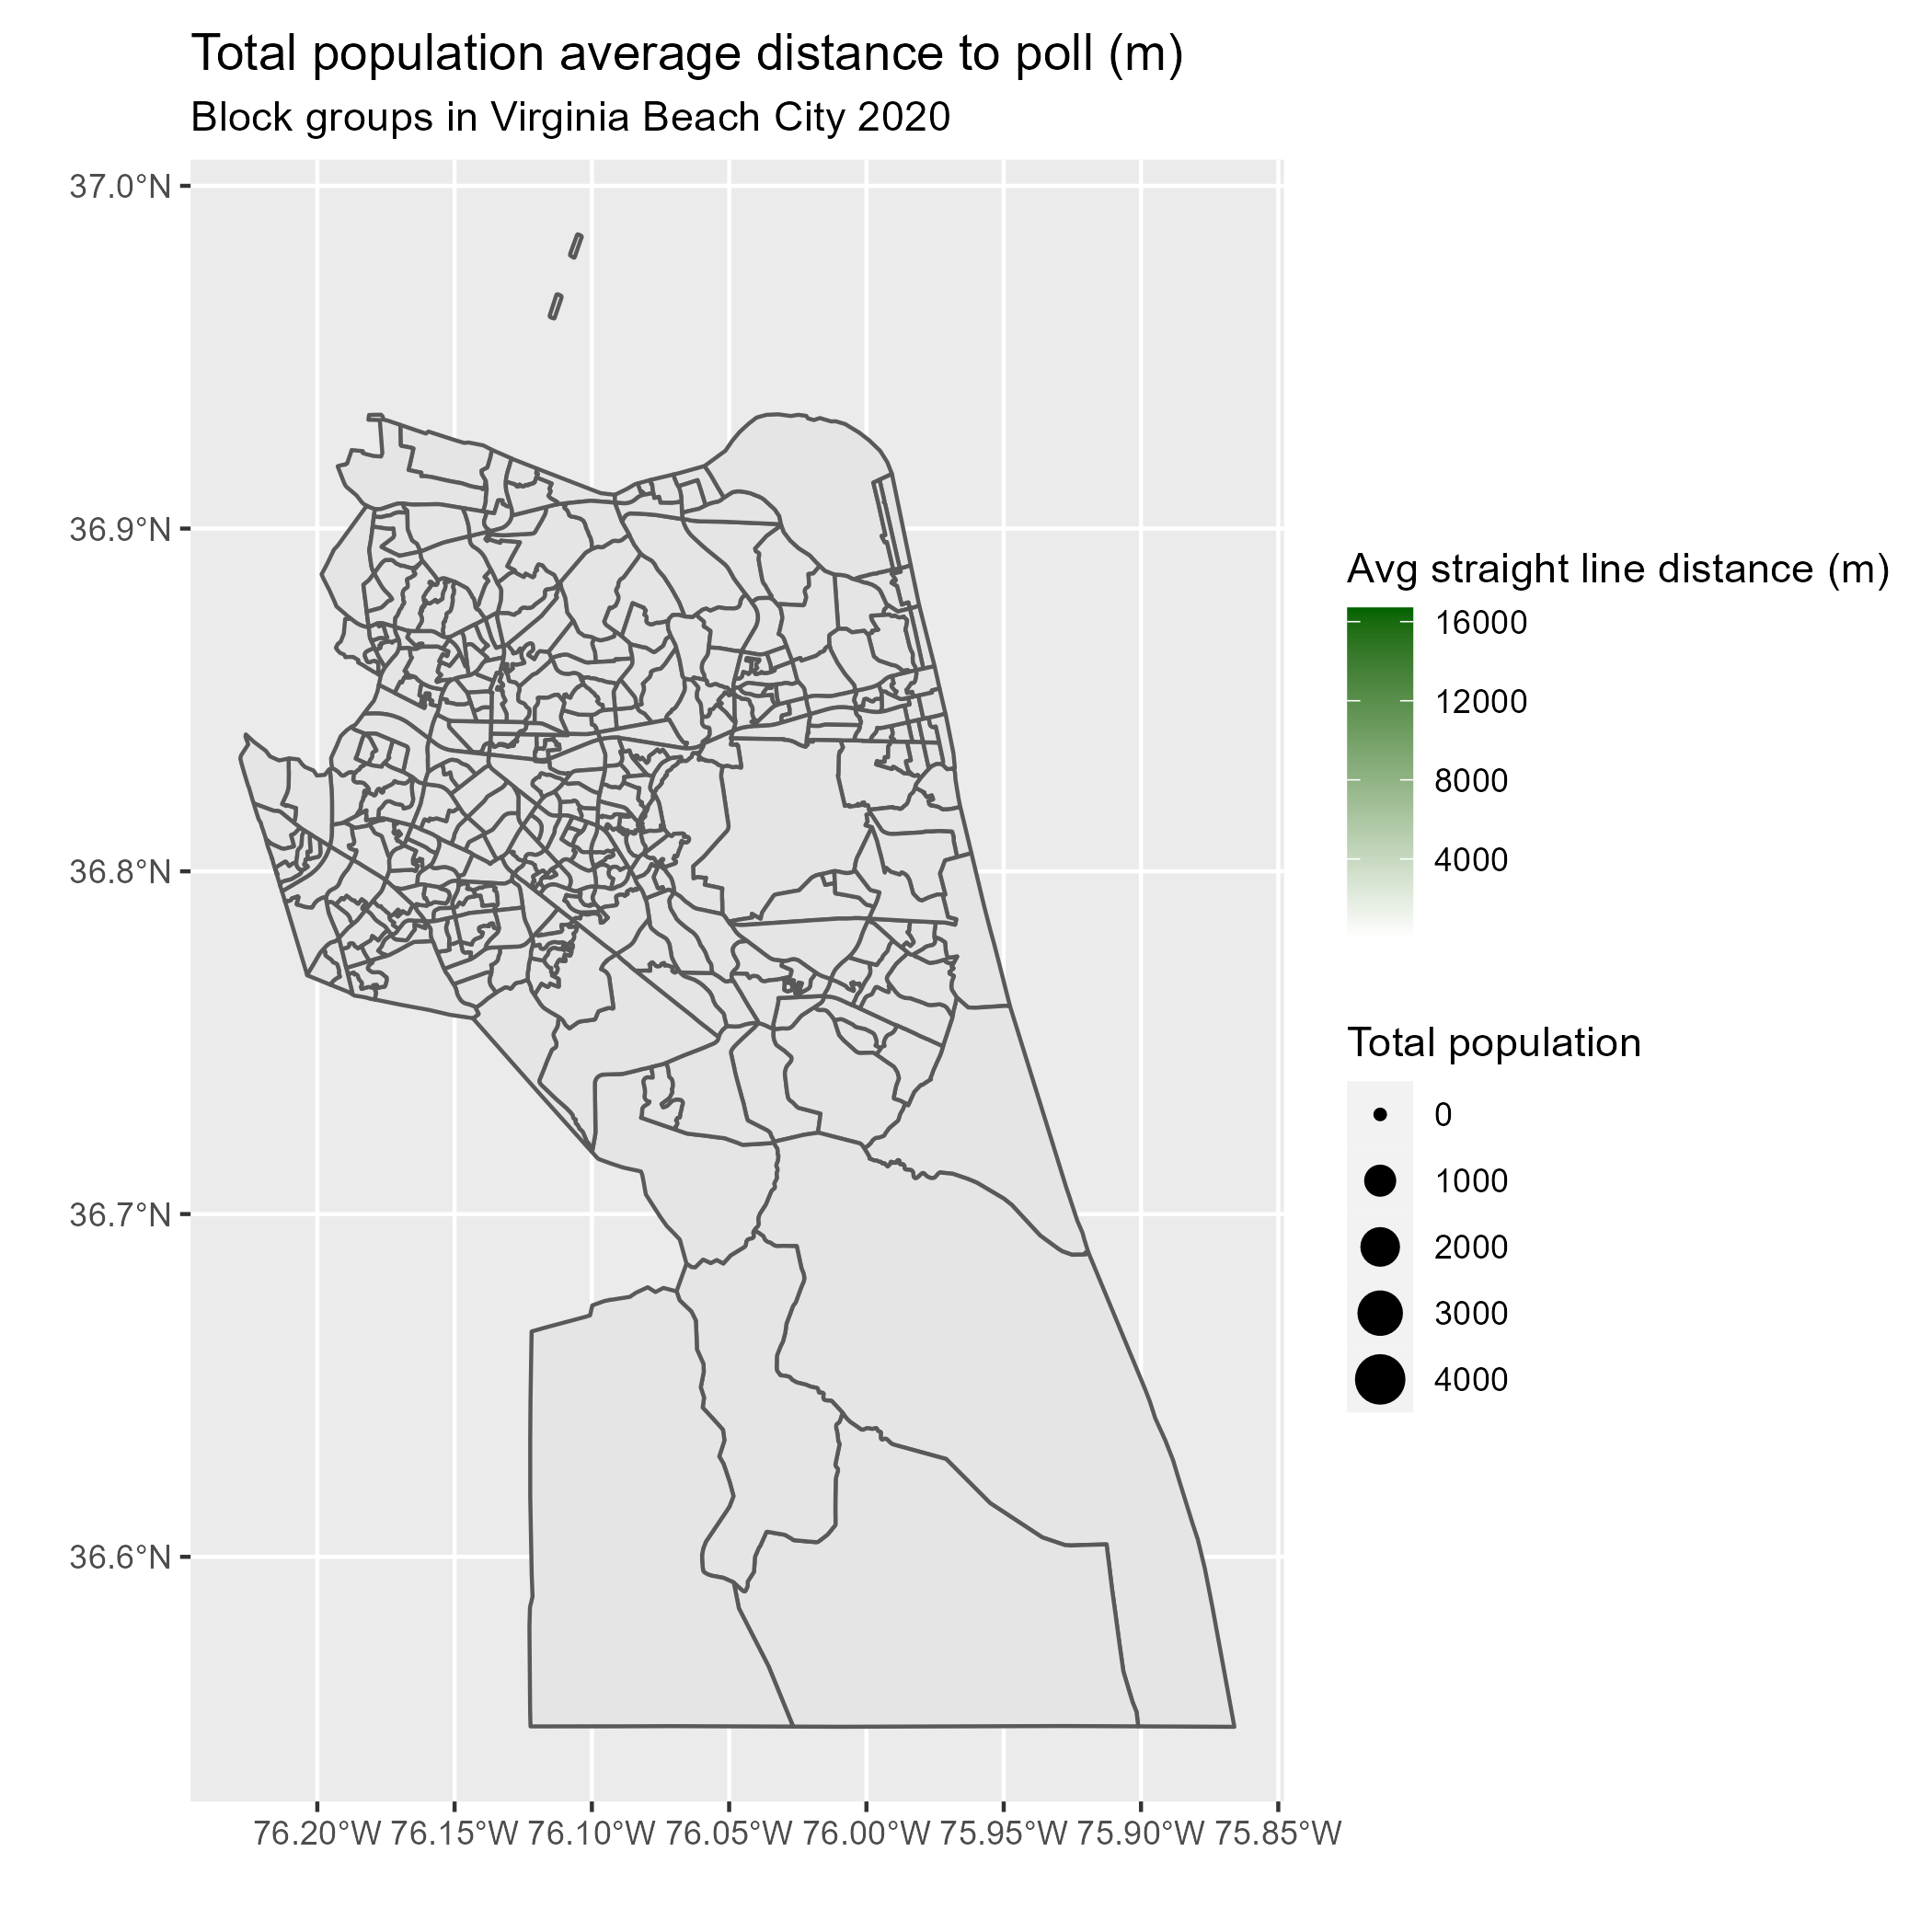 Total population average distance to poll (m)
Block groups in Virginia Beach City 2020
37.0°N
36.9°N
36.8°N
36.7°N
36.6°N
76.20°W 76.15°W 76.10°W 76.05°W 76.00°W 75.95°W 75.90°W 75.85°W
Avg straight line distance (m)
16000
12000
8000
4000
Total population
0
1000
2000
3000
4000